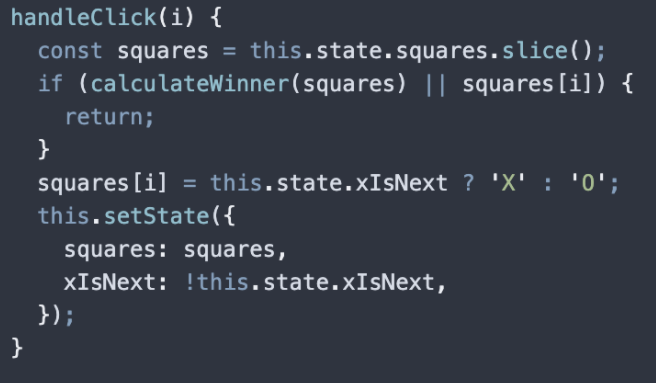 handleClick(i) {
  const squares = this.state.squares.slice();
  if (calculateWinner(squares) || squares[i]) {
    return;
  }
  squares[i] = this.state.xIsNext ? 'X' : 'O';
  this.setState({
    squares: squares,
    xIsNext: !this.state.xIsNext,
  });
}